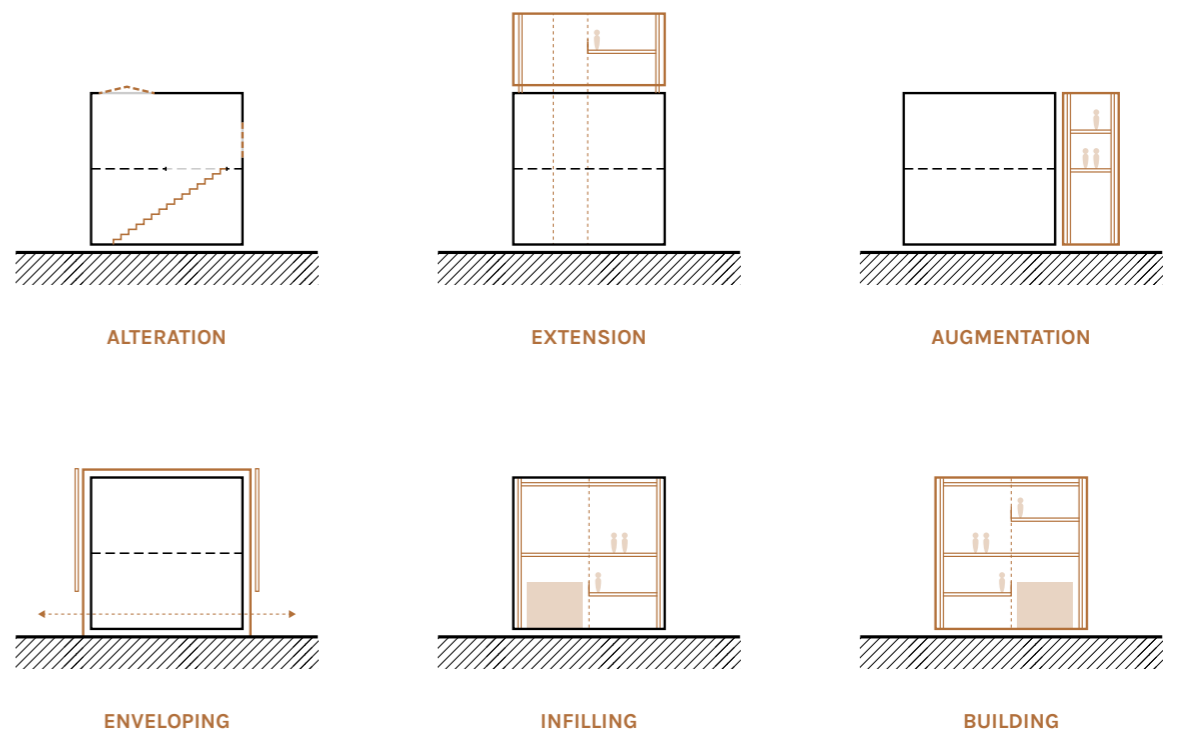 ALTERATION
EXTENSION
AUGMENTATION
ENVELOPING
INFILLING
BUILDING